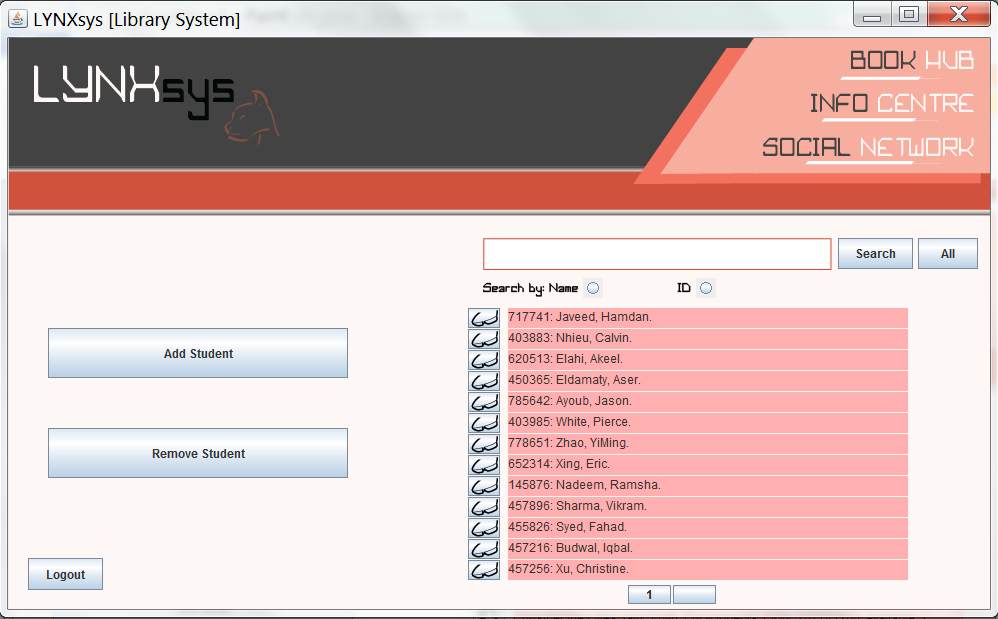 LYNXsys [Library System]
LYNXsys
BOOK HUB
INFO CENTRE
SOCIAL NETWORK
Search
All
Search by: Name
ID
Add Student
Remove Student
Logout
717741: Javeed, Hamdan.
403883: Nhieu, Calvin.
620513: Elahi, Akeel.
450365: Eldamaty, Aser.
785642: Ayoub, Jason.
403985: White, Pierce.
778651: Zhao, YiMing.
652314: Xing, Eric.
145876: Nadeem, Ramsha.
457896: Sharma, Vikram.
455826: Syed, Fahad.
457216: Budwal, Iqbal.
457256: Xu, Christine.
1